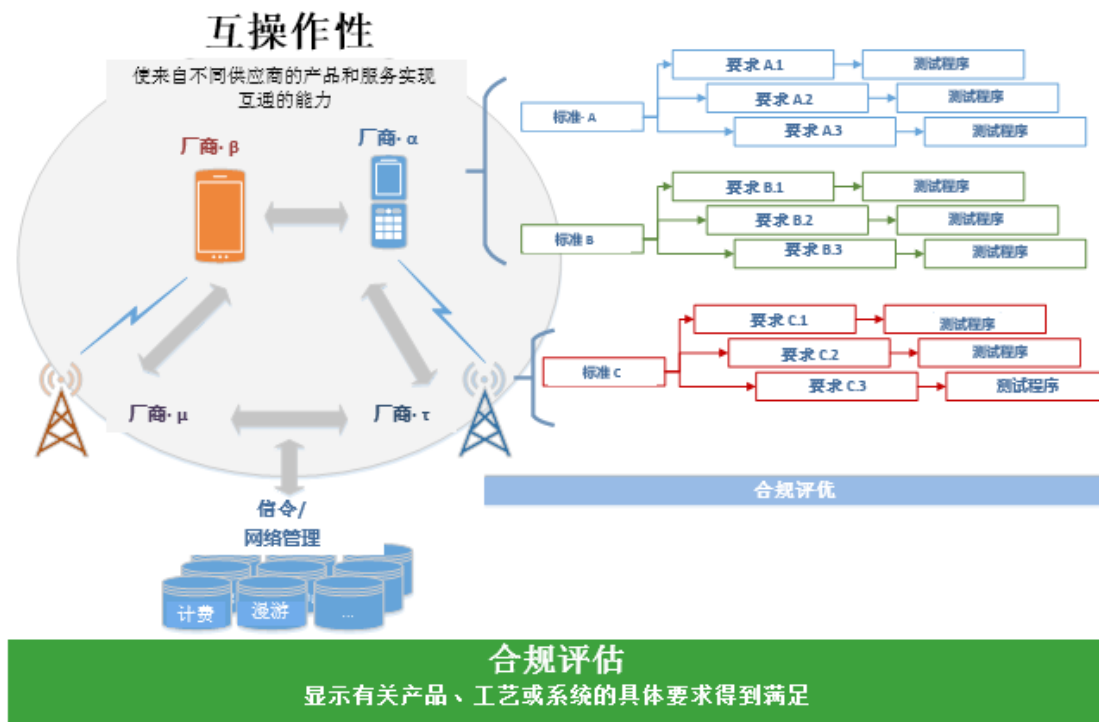 互操作性
使来自不同供应商的产品和服务实现
互通的能力
厂商· β
厂商· α
厂商· μ
厂商· τ
信令/
网络管理
计费
漫游
...
标准· A
要求 A.1
测试程序
要求 A.2
测试程序
要求 A.3
测试程序
标准 B
要求 B.1
测试程序
要求 B.2
测试程序
要求 B.3
测试程序
标准 C
要求 C.1
测试程序
要求 C.2
测试程序
要求 C.3
测试程序
合规评优
合规评估
显示有关产品、工艺或系统的具体要求得到满足